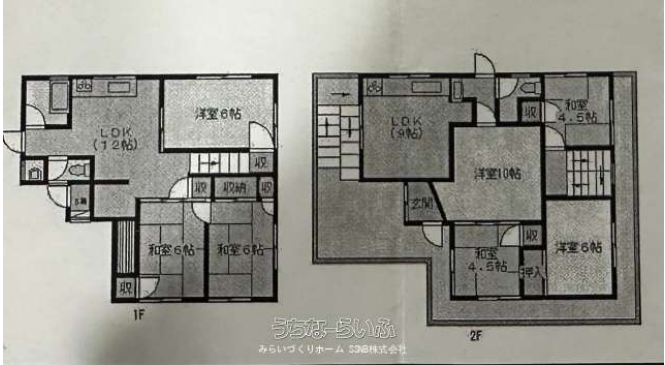 洋室6帖
LDK
(12帖)
収
収
収納
収
和室6帖
和室6帖
収
1F
LDK
(9帖)
収
和室
4.5帖
洋室10帖
玄関
和室
4.5帖
収
押入
洋室6帖
2F
うちなーらいふ
みらいづくりホーム SSNB株式会社